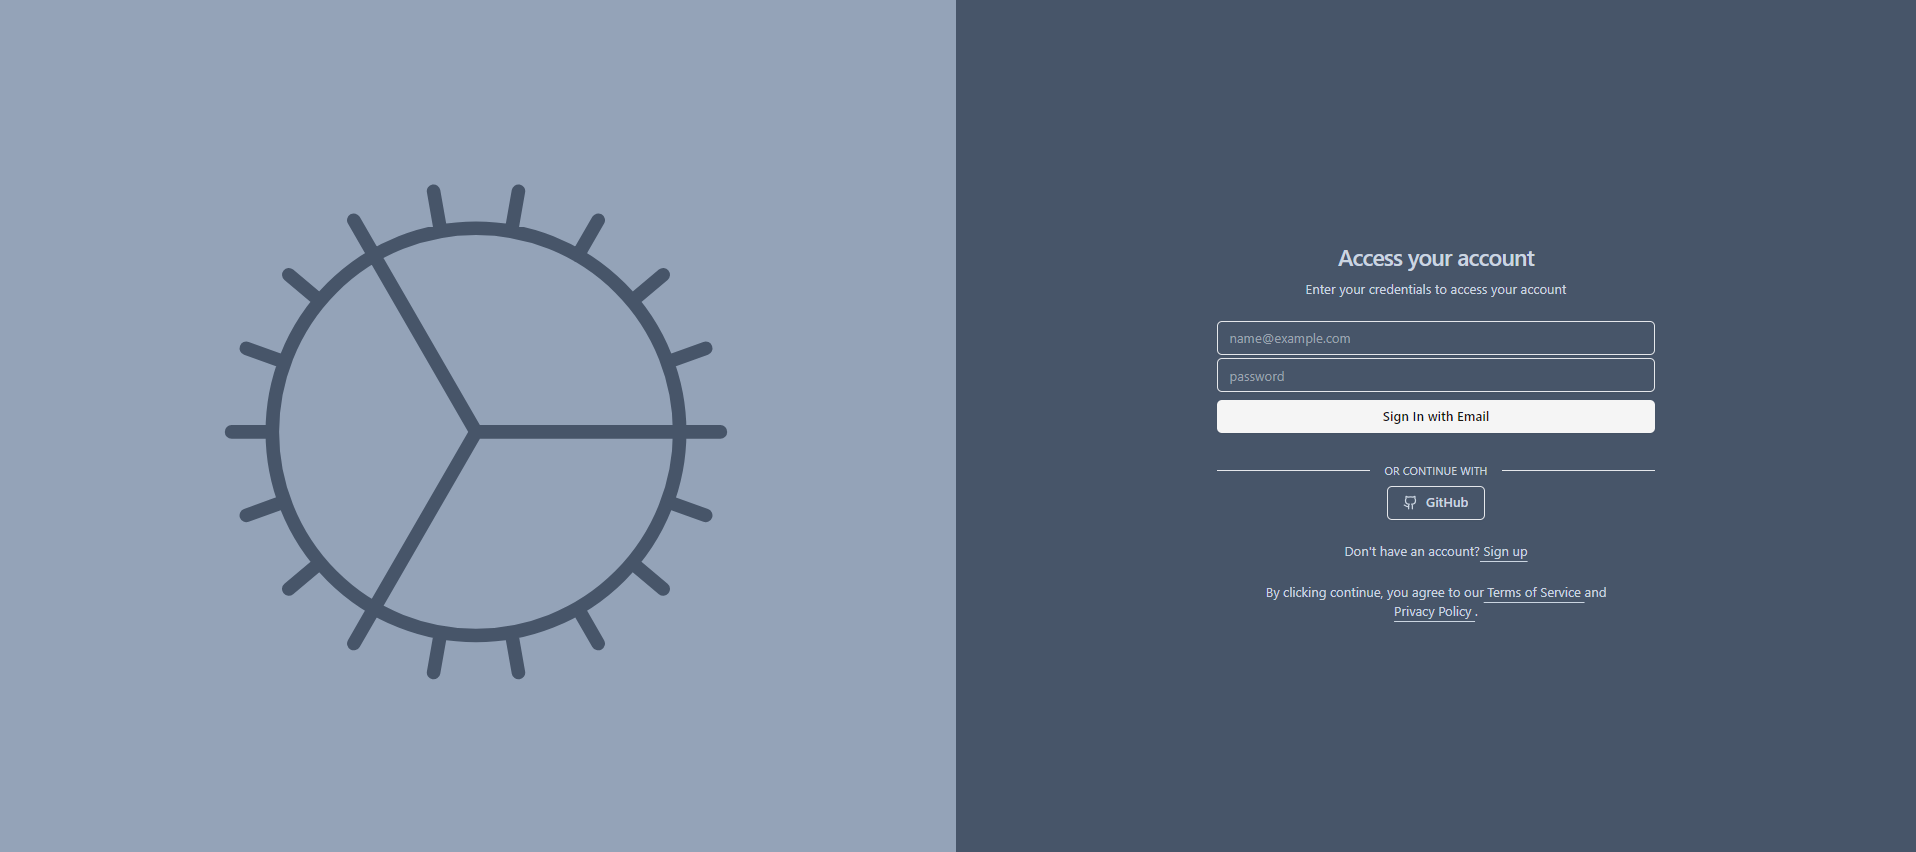 Access your account
Enter your credentials to access your account
name@example.com
password
Sign In with Email
OR CONTINUE WITH
GitHub
Don't have an account? Sign up
By clicking continue, you agree to our Terms of Service and
Privacy Policy .